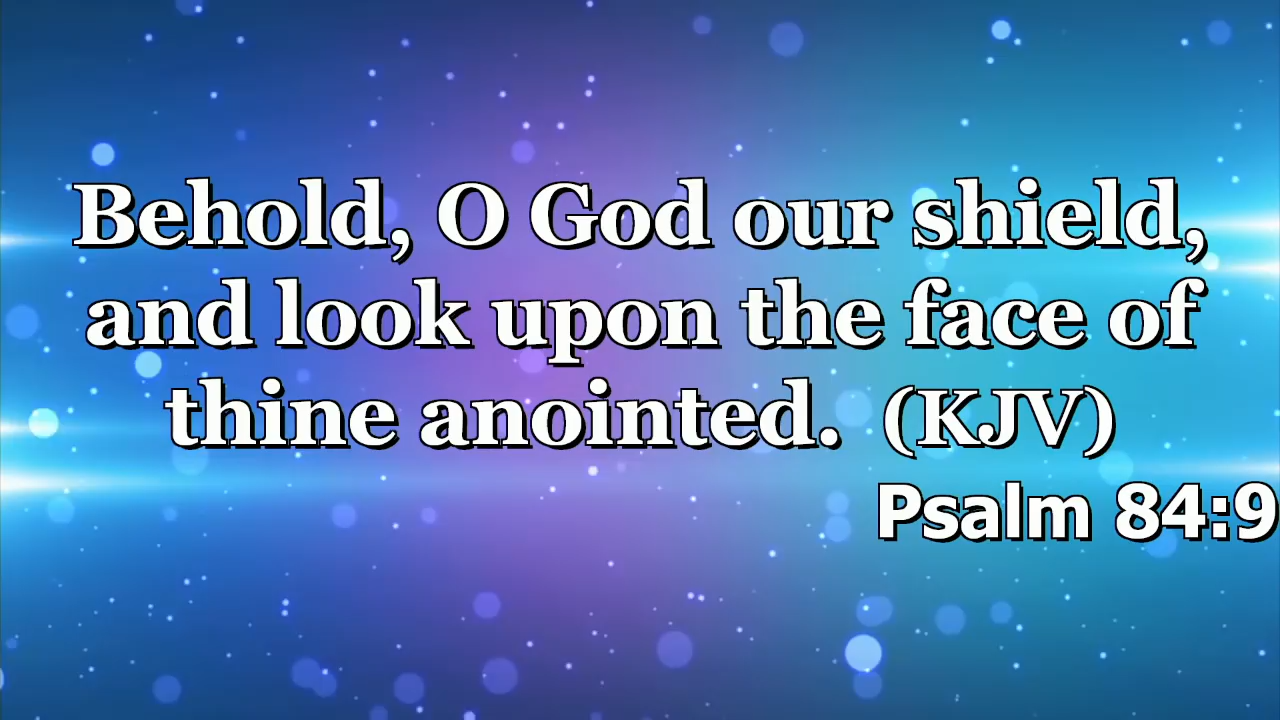 Behold, O God our shield,
and look upon the face of
thine anointed. (KJV)
Psalm 84:9